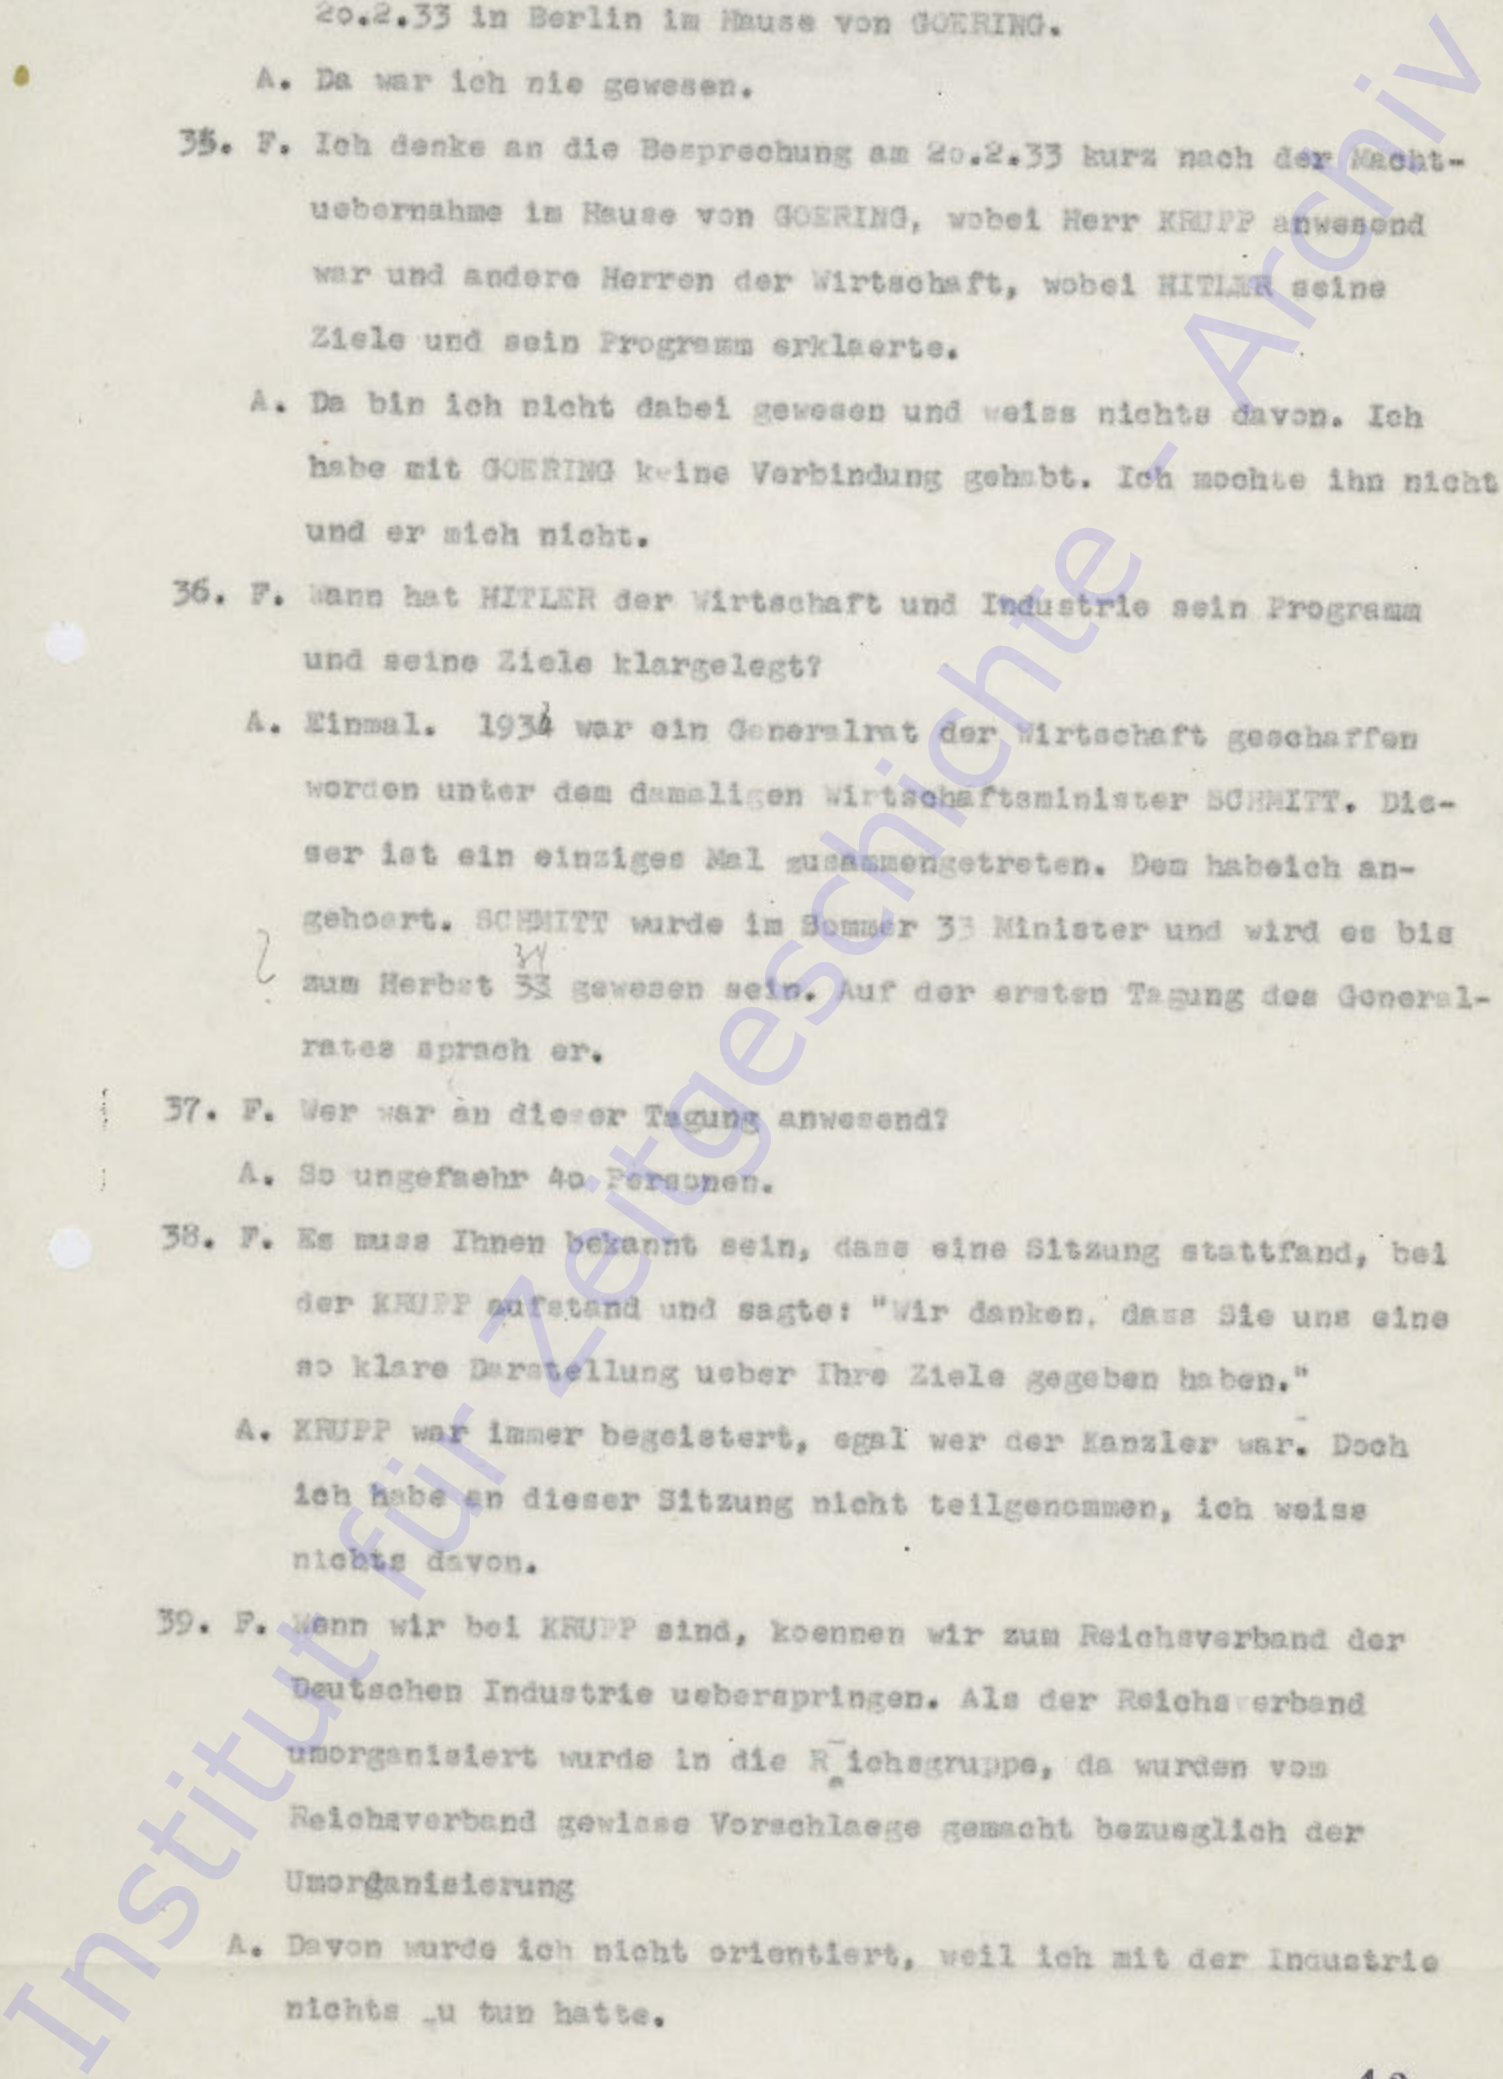 20.2.33 in Berlin im Hause von GOERING.
A. Da war ich nie gewesen.
35. F. Ich denke an die Besprechung am 20.2.33 kurz nach der Macht-
uebernahme im Hause von GOERING, wobei Herr KRUPP anwesend
war und andere Herren der Wirtschaft, wobei HITLER seine
Ziele und sein Programm erklaerte.
A. Da bin ich nicht dabei gewesen und weiss nichts davon. Ich
habe mit GOERING keine Verbindung gehabt. Ich mochte ihn nicht
und er mich nicht.
36. F. Wann hat HITLER der Wirtschaft und Industrie sein Programm
und seine Ziele klargelegt?
A. Einmal. 193 war ein Generalrat der Wirtschaft geschaffen
worden unter dem damaligen Wirtschaftsminister SCHMITT. Die-
ser ist ein einziges Mal zusammengetreten. Dem habeich an-
gehoert. SCHMITT wurde im Sommer 33 Minister und wird es bis
34
zum Herbst 33 gewesen sein. Auf der ersten Tagung des General-
rates sprach er.
37. F. Wer war an dieser Tagung anwesend?
A. So ungefaehr 40 Personen.
38. F. Es muss Ihnen bekannt sein, dass eine Sitzung stattfand, bei
der KRUPP aufstand und sagte: "Wir danken, dass Sie uns eine
so klare Darstellung ueber Ihre Ziele gegeben haben."
A. KRUPP war immer begeistert, egal wer der Kanzler war. Doch
ich habe an dieser Sitzung nicht teilgenommen, ich weiss
nichts davon.
39. F. Wenn wir bei KRUPP sind, koennen wir zum Reichsverband der
Deutschen Industrie ueberspringen. Als der Reichsverband
umorganisiert wurde in die Reichsgruppe, da wurden vom
Reichsverband gewisse Vorschlaege gemacht bezueglich der
Umorganisierung
A. Davon wurde ich nicht orientiert, weil ich mit der Industrie
nichts zu tun hatte.
Institut für Zeitgeschichte - Archiv